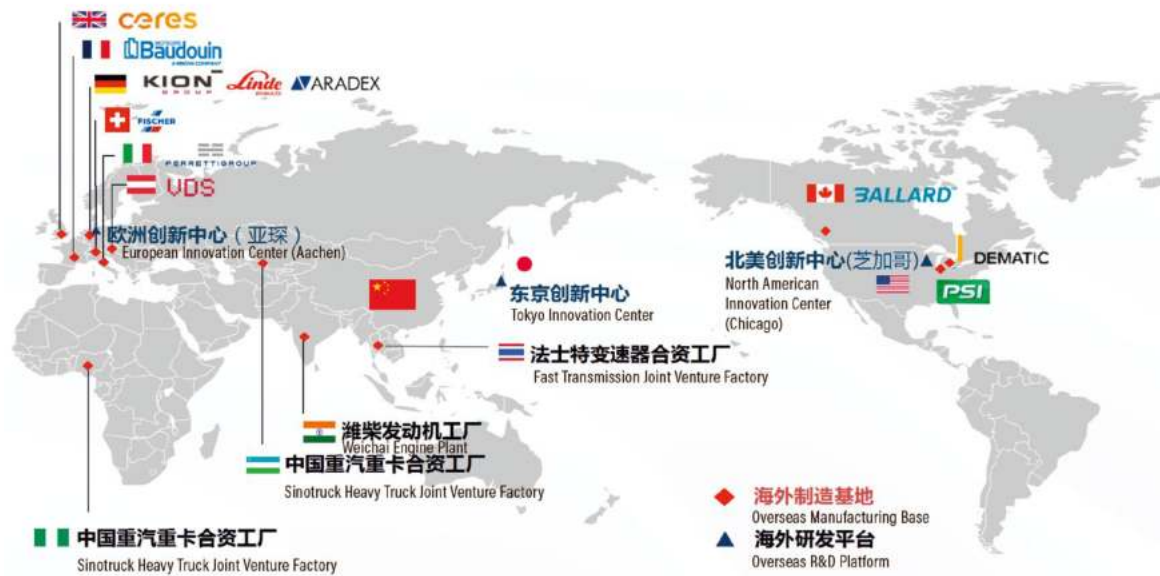 ceres
Baudouin
KION
GROUP
Linde
ARADEX
FISCHER
FERRETTIGROUP
VDS
欧洲创新中心(亚琛)
European Innovation Center (Aachen)
BALLARD
北美创新中心(芝加哥)
North American
Innovation Center
(Chicago)
DEMATIC
PSI
东京创新中心
Tokyo Innovation Center
法士特变速器合资工厂
Fast Transmission Joint Venture Factory
潍柴发动机工厂
Weichai Engine Plant
中国重汽重卡合资工厂
Sinotruck Heavy Truck Joint Venture Factory
中国重汽重卡合资工厂
Sinotruck Heavy Truck Joint Venture Factory
海外制造基地
Overseas Manufacturing Base
海外研发平台
Overseas R&D Platform